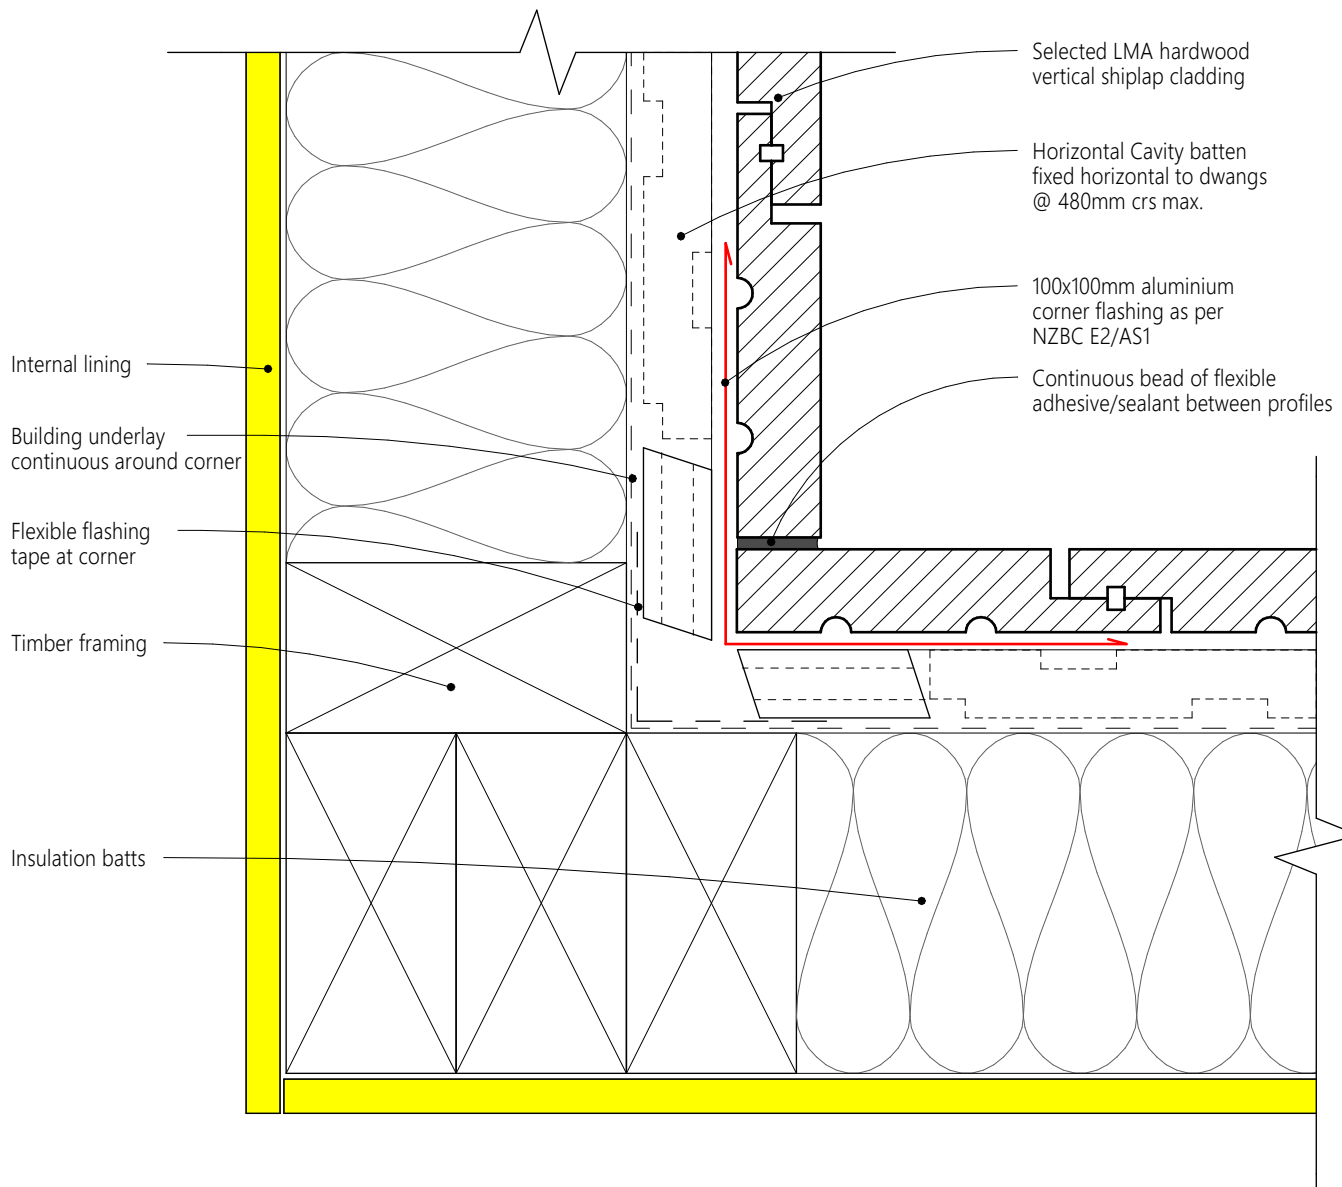 Selected LMA hardwood
vertical shiplap cladding
Horizontal Cavity batten
fixed horizontal to dwangs
@ 480mm crs max.
100x100mm aluminium
corner flashing as per
NZBC E2/AS1
Continuous bead of flexible
adhesive/sealant between profiles
Internal lining
Building underlay
continuous around corner
Flexible flashing
tape at corner
Timber framing
Insulation batts